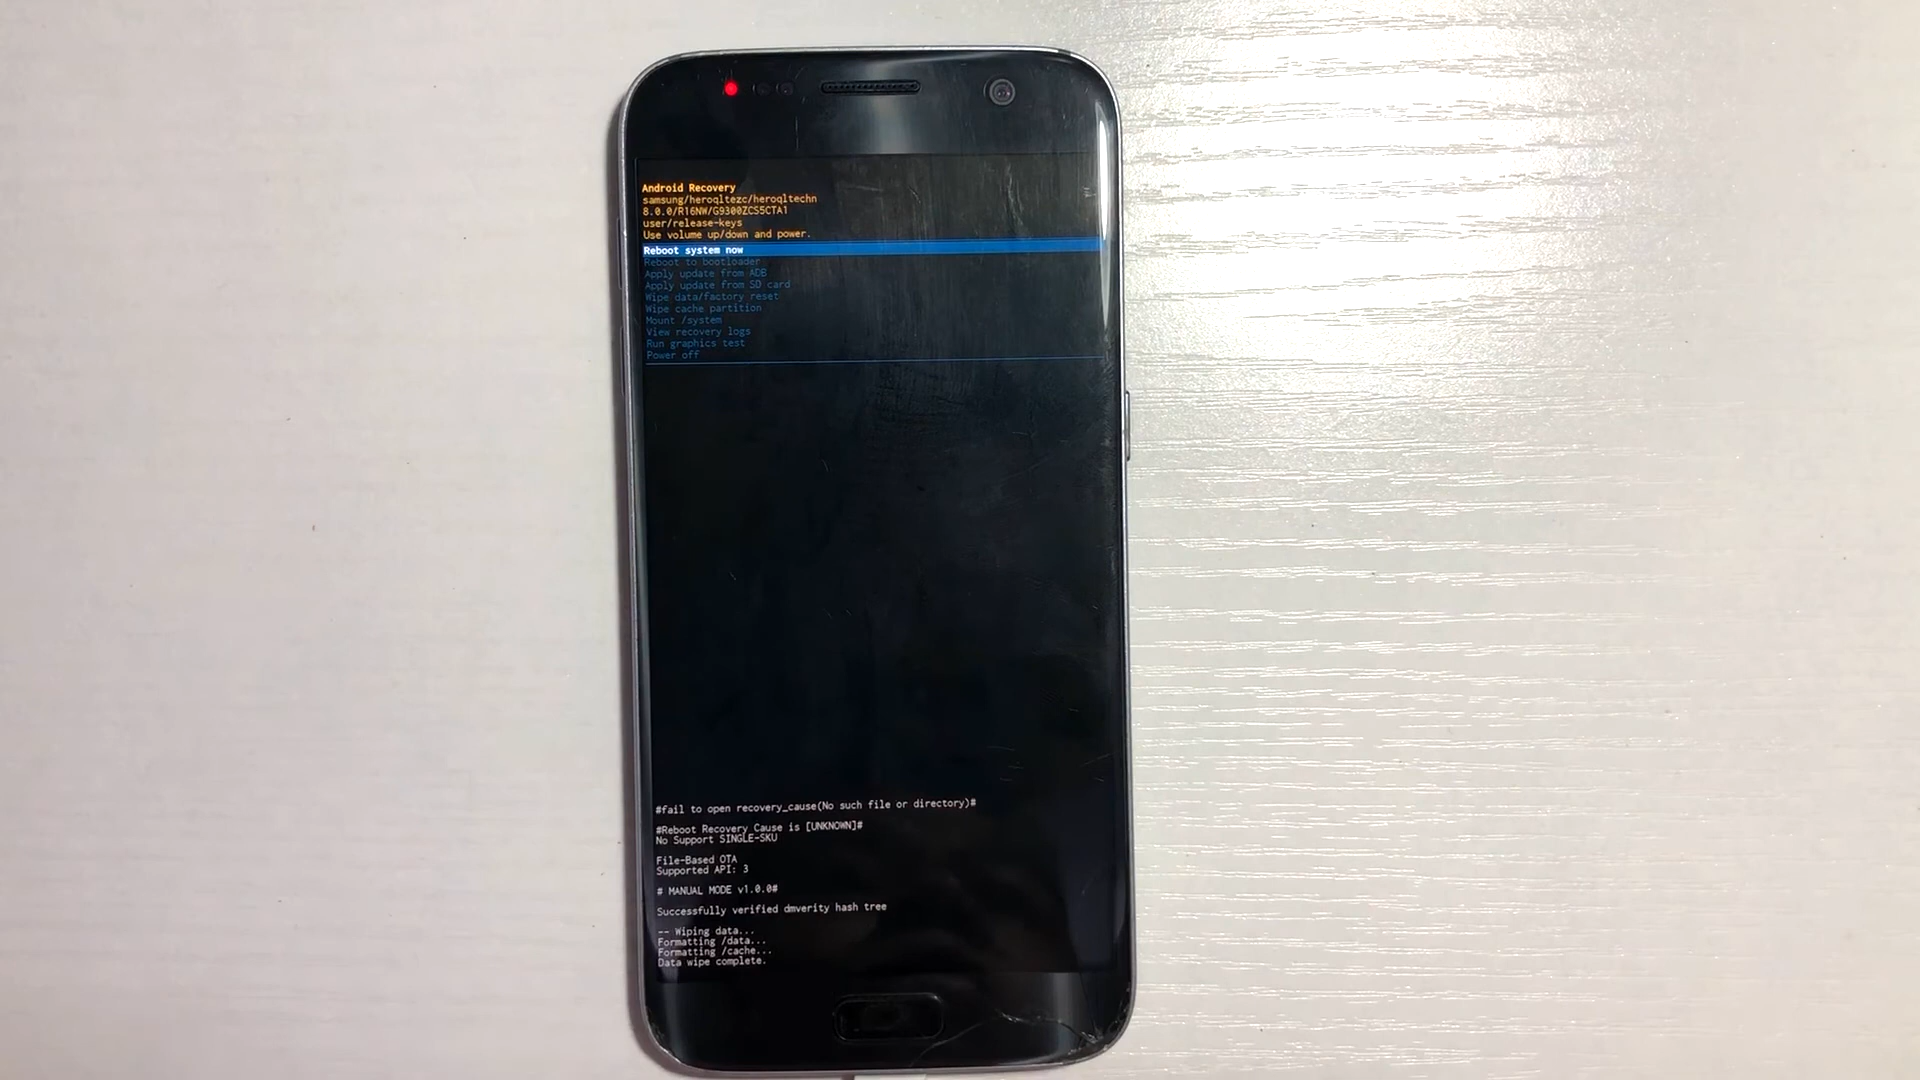 Android Recovery
samsung/heroqltezc/heroqltechn
8.0.0/R16NW/G9300ZCS5CTA1
user/release-keys
Use volume up/down and power.
Reboot system now
Reboot to bootloader
Apply update from ADB
Apply update from SD card
Wipe data/factory reset
Wipe cache partition
Mount /system
View recovery logs
Run graphics test
Power off
#fail to open recovery_cause(No such file or directory)#
#Reboot Recovery Cause is [UNKNOWN]#
No Support SINGLE-SKU
File-Based OTA
Supported API: 3
# MANUAL MODE v1.0.0#
Successfully verified dmverity hash tree
-- Wiping data...
Formatting /data...
Formatting /cache...
Data wipe complete.